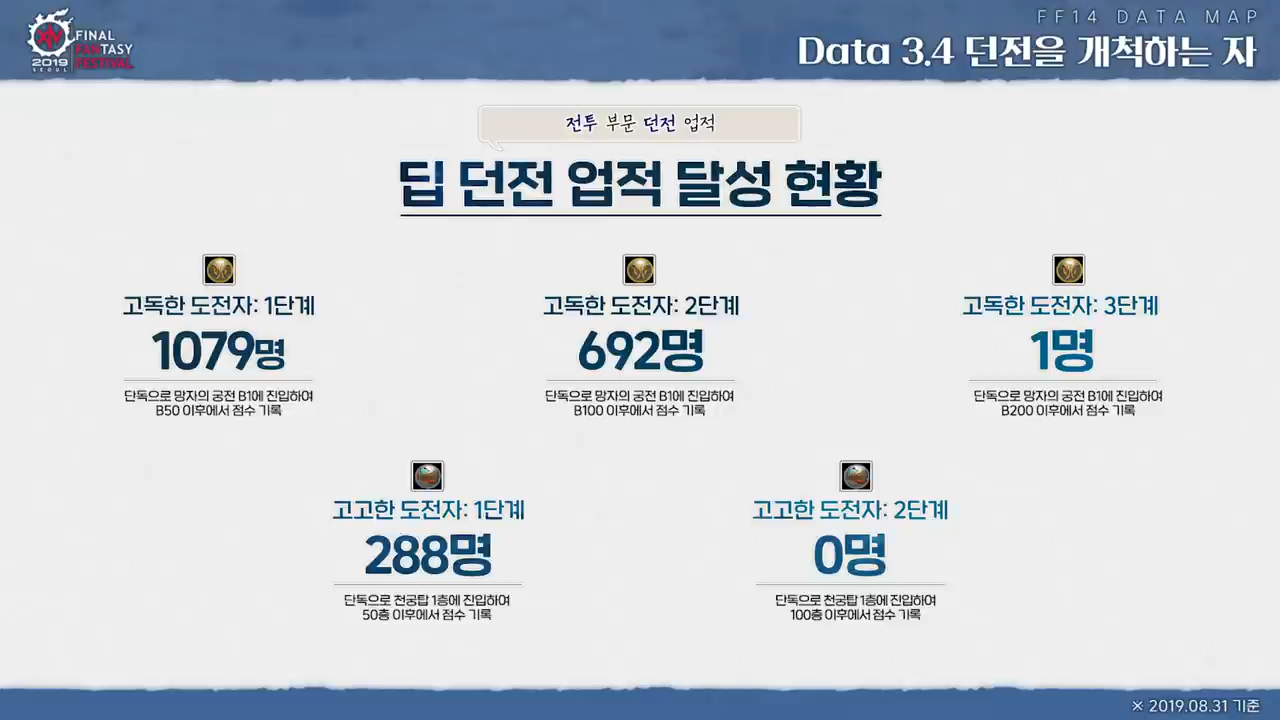 FF14 DATA MAP
XIV
FINAL
FANTASY
FESTIVAL
2019
SEOUL
Data 3.4 던전을 개척하는 자
전투 부문 던전 업적
딥 던전 업적 달성 현황
고독한 도전자: 1단계
1079명
단독으로 망자의 궁전 B1에 진입하여
B50 이후에서 점수 기록
고독한 도전자: 2단계
692명
단독으로 망자의 궁전 B1에 진입하여
B100 이후에서 점수 기록
고독한 도전자: 3단계
1명
단독으로 망자의 궁전 B1에 진입하여
B200 이후에서 점수 기록
고고한 도전자: 1단계
288명
단독으로 천궁탑 1층에 진입하여
50층 이후에서 점수 기록
고고한 도전자: 2단계
0명
단독으로 천궁탑 1층에 진입하여
100층 이후에서 점수 기록
× 2019.08.31 기준